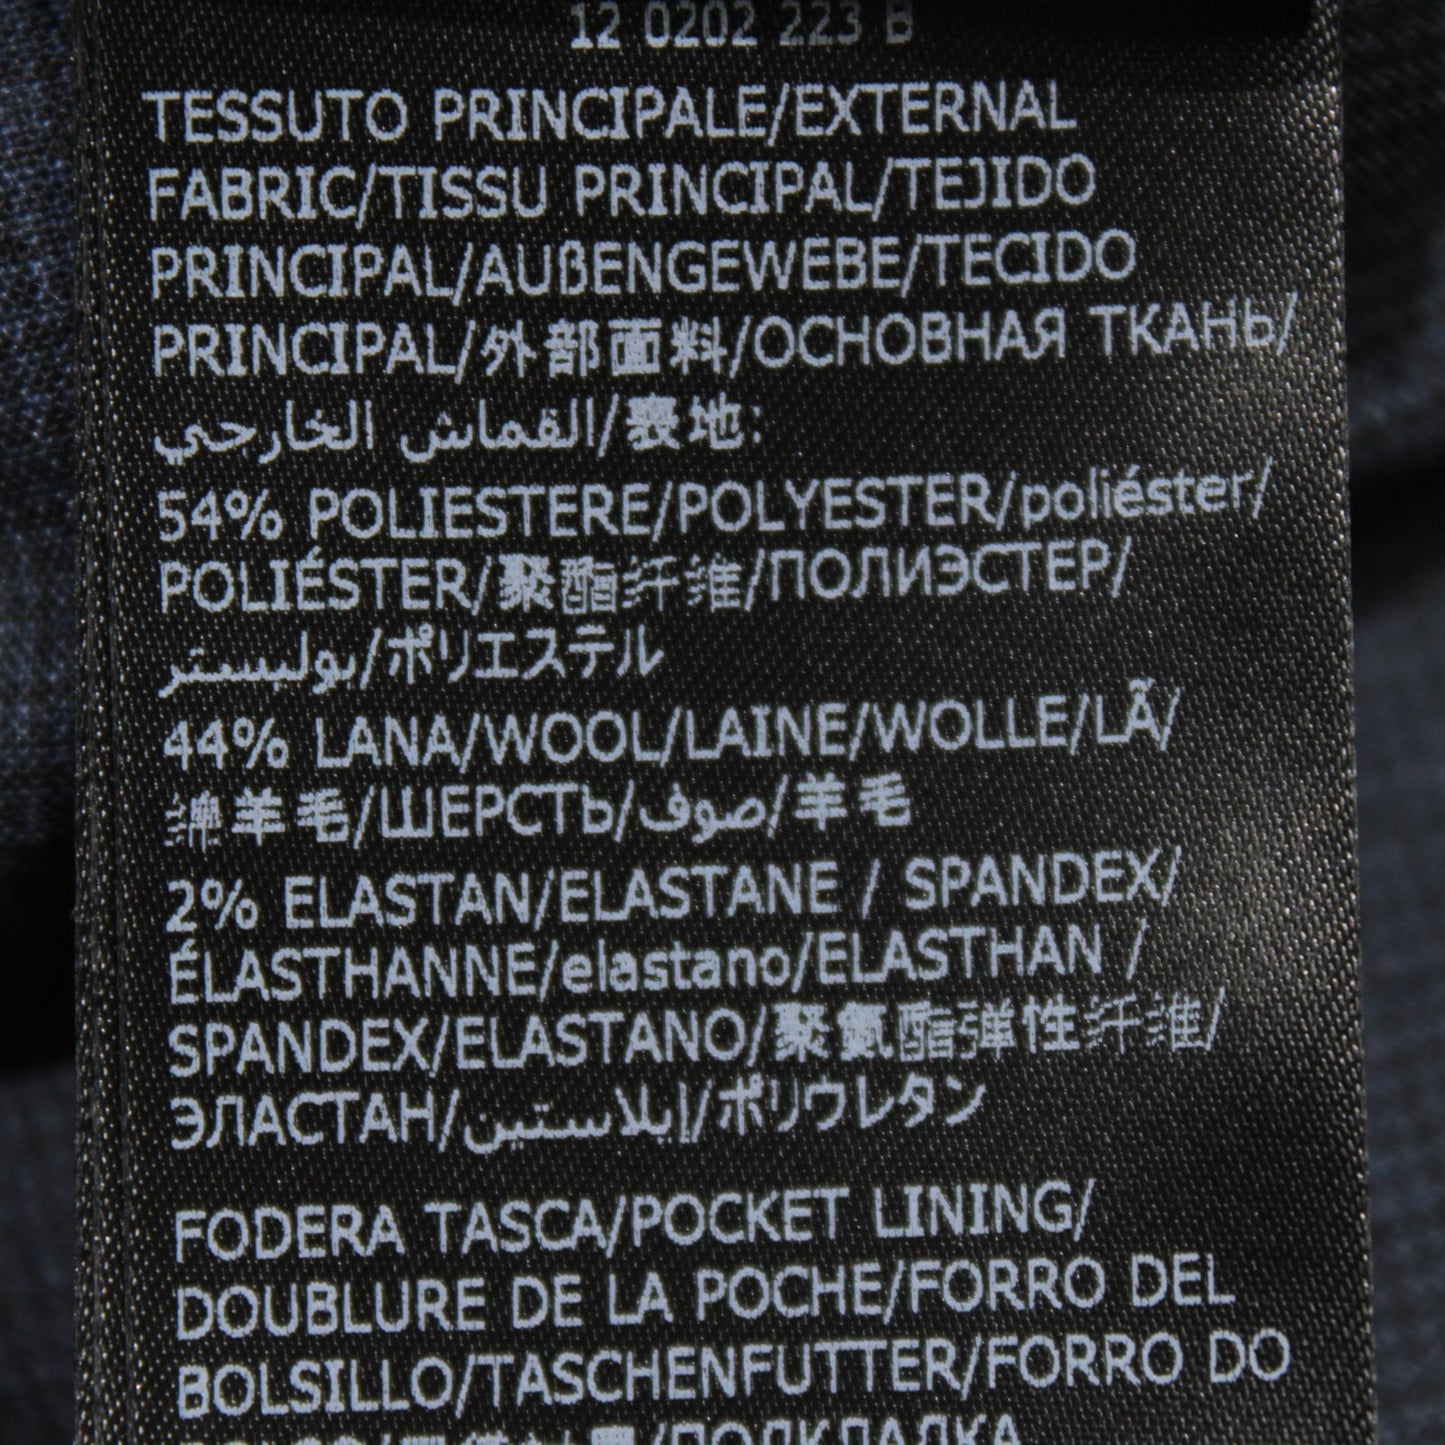 12 0202 223 B
TESSUTO PRINCIPALE/EXTERNAL
FABRIC/TISSU PRINCIPAL/TEJIDO
PRINCIPAL/AUßENGEWEBE/TECIDO
PRINCIPAL/外部面料/ОСНОВНАЯ ТКАНЬ/
القماش الخارجي/表地:
54% POLIESTERE/POLYESTER/poliéster/
POLIÉSTER/聚酯纤维/ПОЛИЭСТЕР/
بوليستر/ポリエステル
44% LANA/WOOL/LAINE/WOLLE/LÃ/
绵羊毛/ШЕРСТЬ/صوف/羊毛
2% ELASTAN/ELASTANE / SPANDEX/
ÉLASTHANNE/elastano/ELASTHAN /
SPANDEX/ELASTANO/聚氨酯弹性纤维/
ЭЛАСТАН/إيلاستين/ポリウレタン
FODERA TASCA/POCKET LINING/
DOUBLURE DE LA POCHE/FORRO DEL
BOLSILLO/TASCHENFUTTER/FORRO DO
ПОДКЛАДКА